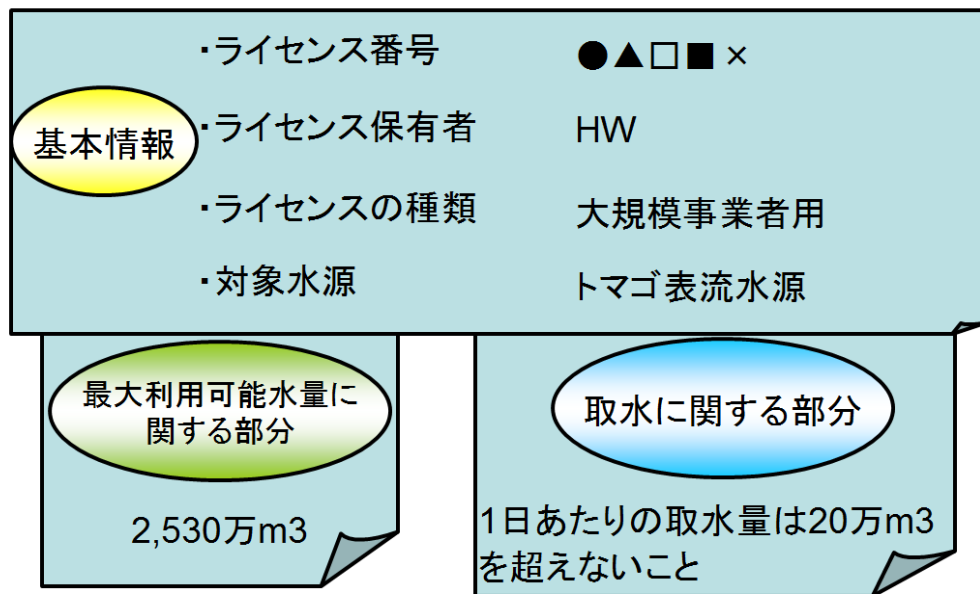 基本情報
・ライセンス番号 ●▲□■×
・ライセンス保有者 HW
・ライセンスの種類 大規模事業者用
・対象水源 トマゴ表流水源
最大利用可能水量に
関する部分
2,530万m3
取水に関する部分
1日あたりの取水量は20万m3
を超えないこと